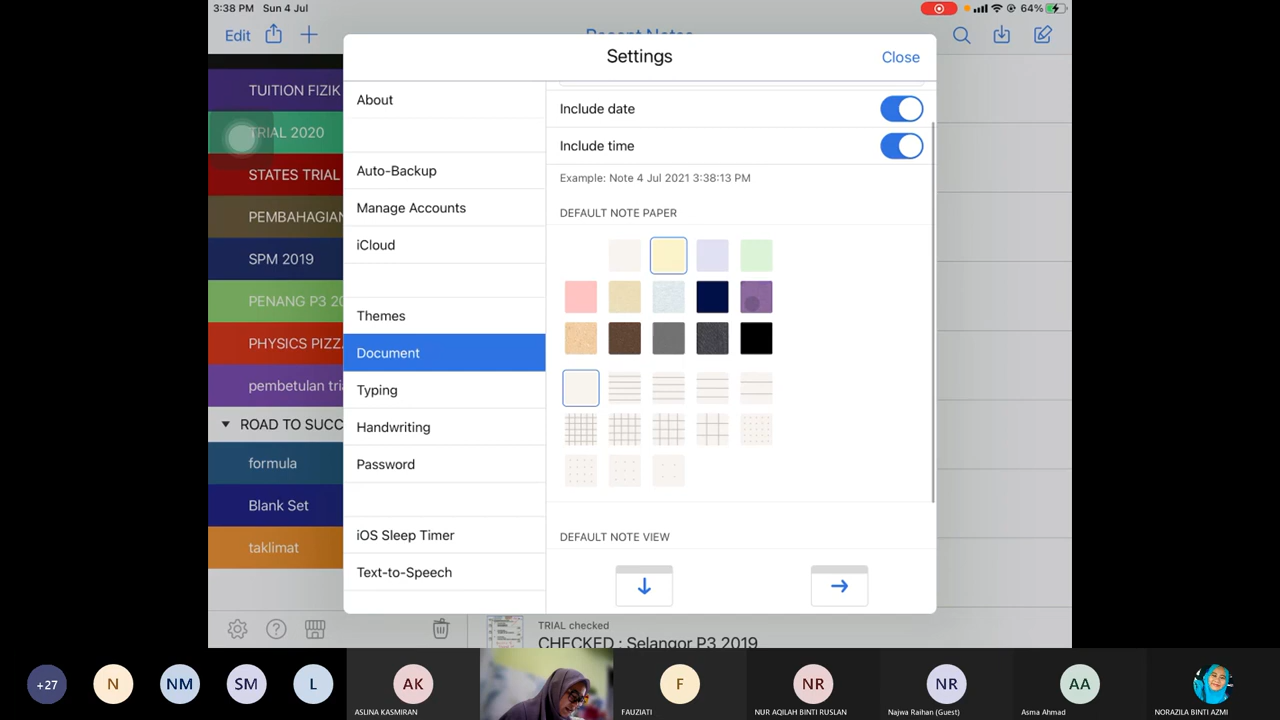 3:38 PM Sun 4 Jul
64%
Edit
Recent Notes
Settings
Close
TUITION FIZIK
TRIAL 2020
STATES TRIAL
PEMBAHAGIAN
SPM 2019
PENANG P3 20
PHYSICS PIZZ
pembetulan tri
ROAD TO SUCC
formula
Blank Set
taklimat
About
Auto-Backup
Manage Accounts
iCloud
Themes
Document
Typing
Handwriting
Password
iOS Sleep Timer
Text-to-Speech
Include date
Include time
Example: Note 4 Jul 2021 3:38:13 PM
DEFAULT NOTE PAPER
DEFAULT NOTE VIEW
TRIAL checked
CHECKED : Selangor P3 2019
+27
N
NM
SM
L
AK
F
NR
NR
AA
ASLINA KASMIRAN
FAUZIATI
NUR AQILAH BINTI RUSLAN
Najwa Raihan (Guest)
Asma Ahmad
NORAZILA BINTI AZMI